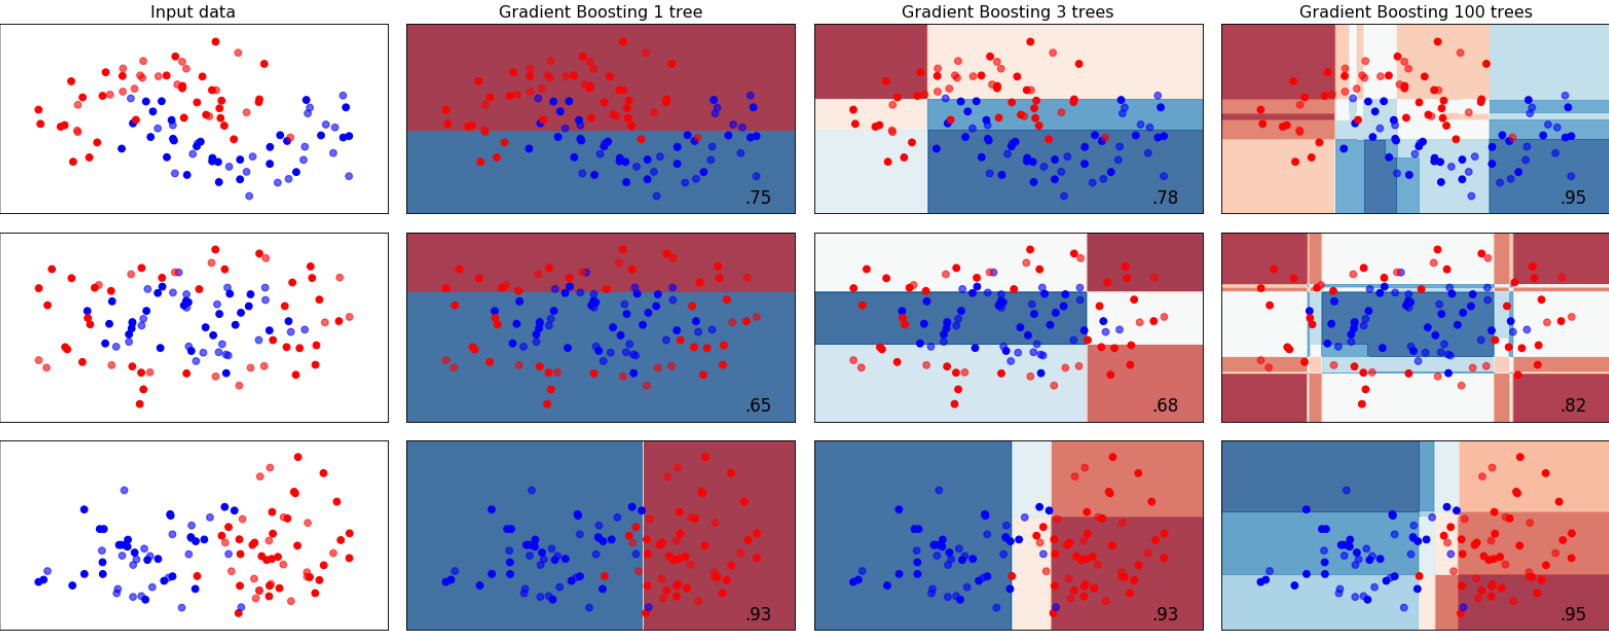 Input data
Gradient Boosting 1 tree
Gradient Boosting 3 trees
Gradient Boosting 100 trees
.75
.78
.95
.65
.68
.82
.93
.93
.95